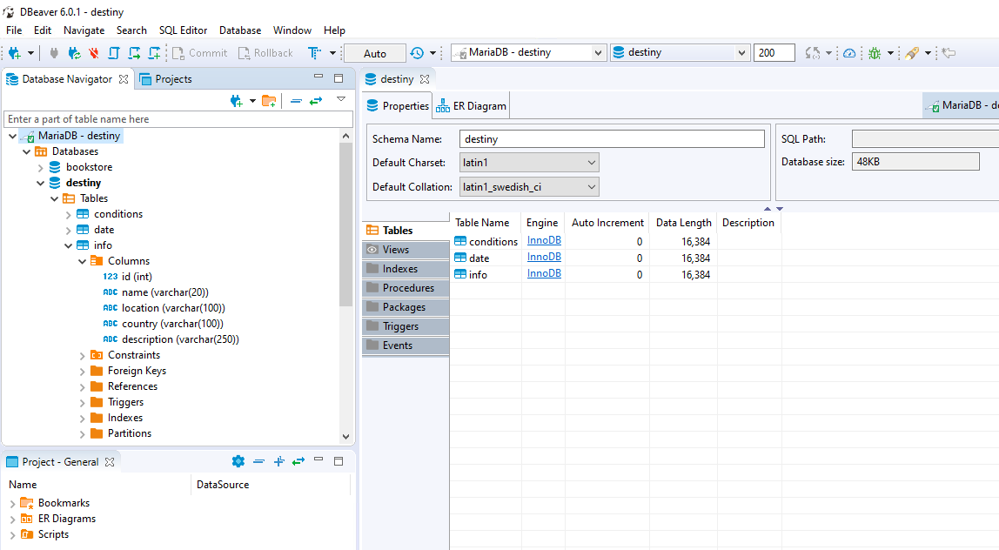 DBeaver 6.0.1 - destiny
File Edit Navigate Search SQL Editor Database Window Help
Commit Rollback Auto MariaDB - destiny destiny 200
Database Navigator Projects
Enter a part of table name here
MariaDB - destiny
Databases
bookstore
destiny
Tables
conditions
date
info
Columns
123 id (int)
ABC name (varchar(20))
ABC location (varchar(100))
ABC country (varchar(100))
ABC description (varchar(250))
Constraints
Foreign Keys
References
Triggers
Indexes
Partitions
Project - General
Name DataSource
Bookmarks
ER Diagrams
Scripts
destiny
Properties ER Diagram MariaDB - de
Schema Name: destiny
Default Charset: latin1
Default Collation: latin1_swedish_ci
SQL Path:
Database size: 48KB
Tables
Views
Indexes
Procedures
Packages
Triggers
Events
Table Name Engine Auto Increment Data Length Description
conditions InnoDB 0 16,384
date InnoDB 0 16,384
info InnoDB 0 16,384